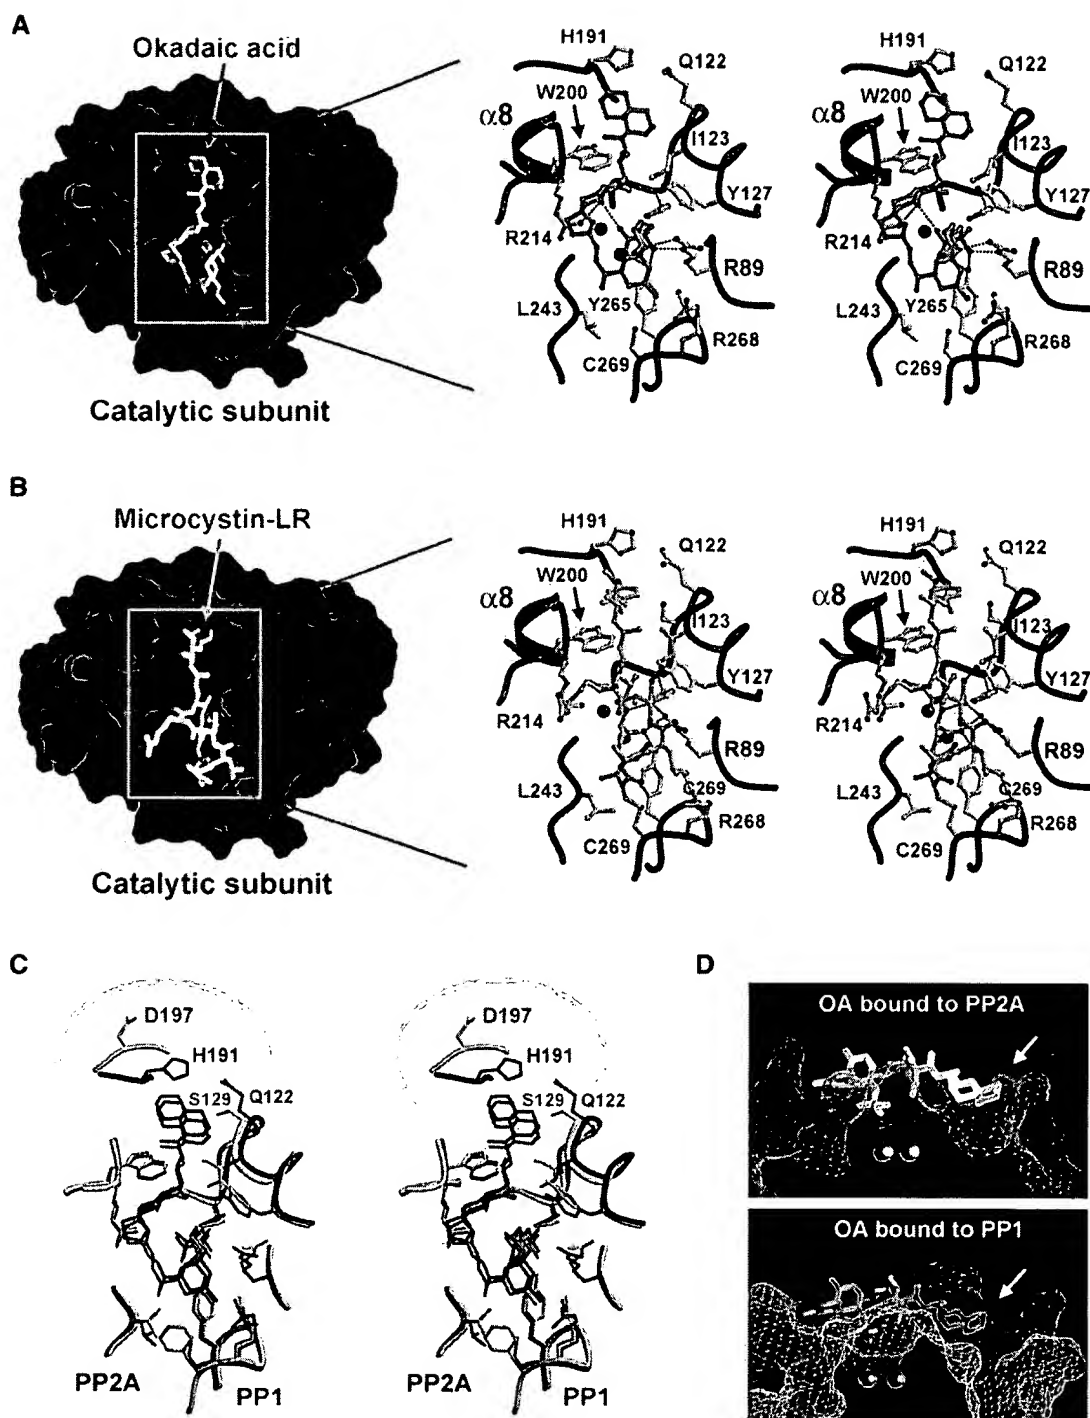 A
Okadaic acid
Catalytic subunit
H191
Q122
W200
α8
I123
Y127
R214
R89
L243
Y265
R268
C269
H191
Q122
W200
α8
I123
Y127
R214
R89
L243
Y265
R268
C269
B
Microcystin-LR
Catalytic subunit
H191
Q122
W200
α8
I123
Y127
R214
R89
L243
C269
R268
C269
H191
Q122
W200
α8
I123
Y127
R214
R89
L243
C269
R268
C269
C
D197
H191
S129
Q122
PP2A
PP1
D197
H191
S129
Q122
PP2A
PP1
D
OA bound to PP2A
OA bound to PP1